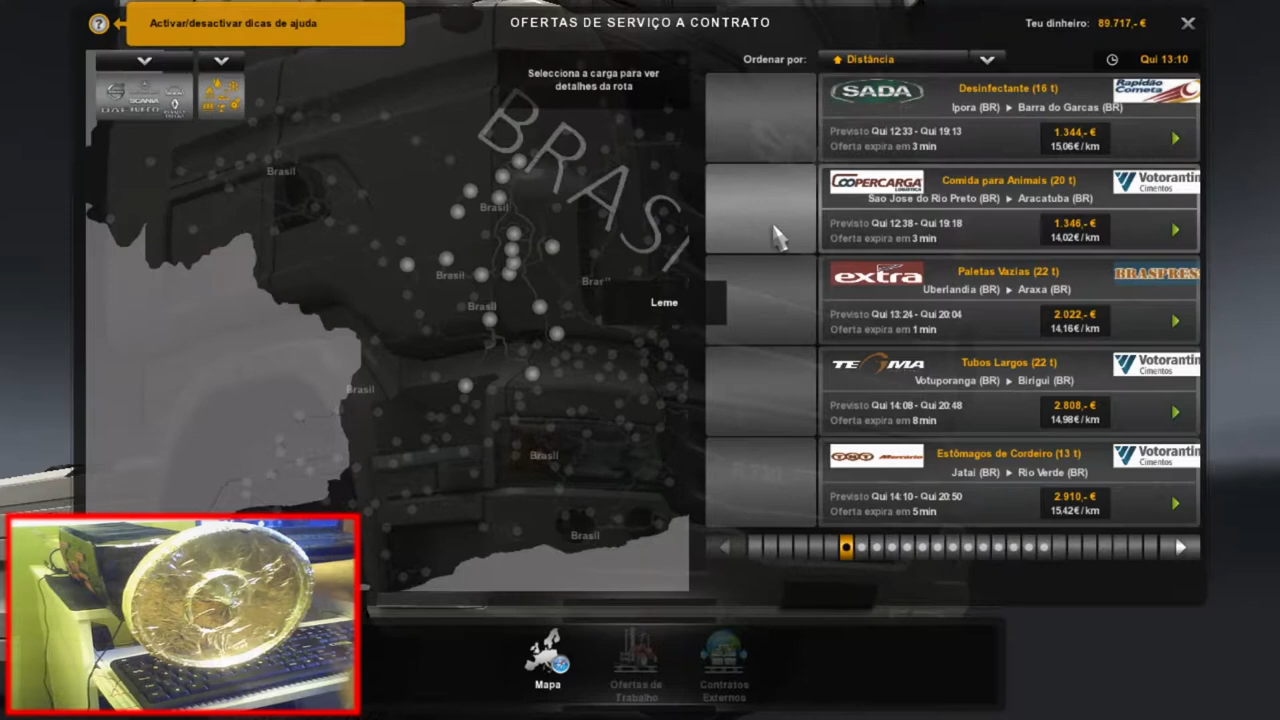 ?
Activar/desactivar dicas de ajuda
OFERTAS DE SERVIÇO A CONTRATO
Teu dinheiro: 89.717,- €
Ordenar por:
Distância
Qui 13:10
SCANIA
Selecciona a carga para ver
detalhes da rota
BRASI
Brasil
Brasil
Brasil
Brasil
Brasil
Brasil
Brasil
Leme
SADA
Desinfectante (16 t)
Rapidão
Cometa
Ipora (BR) Barra do Garcas (BR)
Previsto Qui 12:33 - Qui 19:13
1.344,- €
Oferta expira em 3 min
15,06€/km
COOPERCARGA
LOGÍSTICA
Comida para Animais (20 t)
Votorantin
Cimentos
Sao Jose do Rio Preto (BR) Aracatuba (BR)
Previsto Qui 12:38 - Qui 19:18
1.346,- €
Oferta expira em 3 min
14,02€/km
extra
Paletas Vazias (22 t)
BRASPRES
Uberlandia (BR) Araxa (BR)
Previsto Qui 13:24 - Qui 20:04
2.022,- €
Oferta expira em 1 min
14,16€/km
TEGMA
Tubos Largos (22 t)
Votorantin
Cimentos
Votuporanga (BR) Birigui (BR)
Previsto Qui 14:08 - Qui 20:48
2.808,- €
Oferta expira em 8 min
14,98€/km
TNT Mercúrio
Estômagos de Cordeiro (13 t)
Votorantin
Cimentos
Jatai (BR) Rio Verde (BR)
Previsto Qui 14:10 - Qui 20:50
2.910,- €
Oferta expira em 5 min
15,42€/km
Brasil
Mapa
Ofertas de
Trabalho
Contratos
Externos